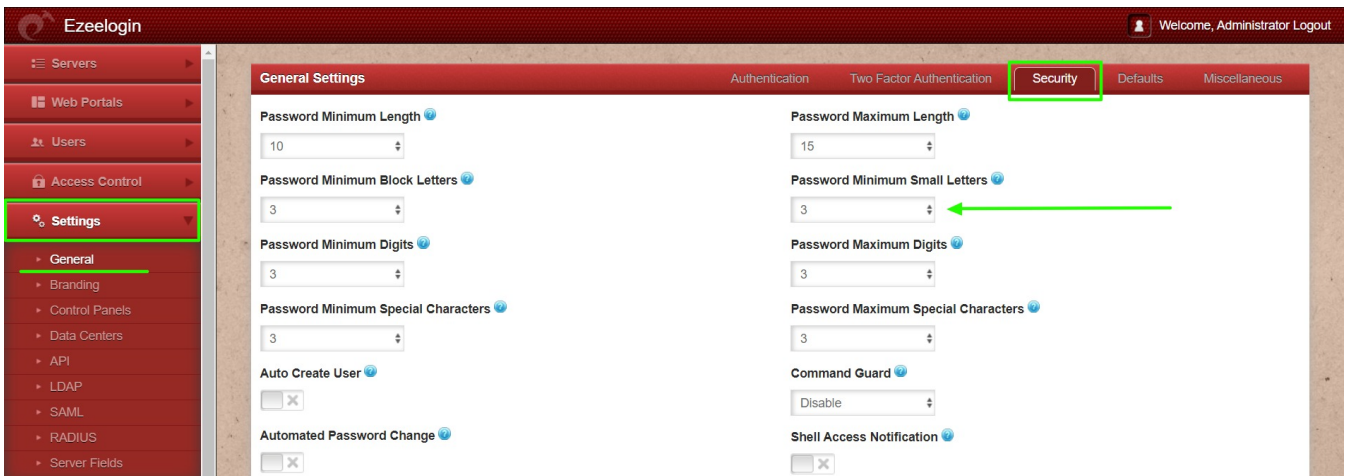 Ezeelogin
Welcome, Administrator Logout
Servers
Web Portals
Users
Access Control
Settings
General
Branding
Control Panels
Data Centers
API
LDAP
SAML
RADIUS
Server Fields
General Settings
Authentication
Two Factor Authentication
Security
Defaults
Miscellaneous
Password Minimum Length
10
Password Maximum Length
15
Password Minimum Block Letters
3
Password Minimum Small Letters
3
Password Minimum Digits
3
Password Maximum Digits
3
Password Minimum Special Characters
3
Password Maximum Special Characters
3
Auto Create User
Command Guard
Disable
Automated Password Change
Shell Access Notification